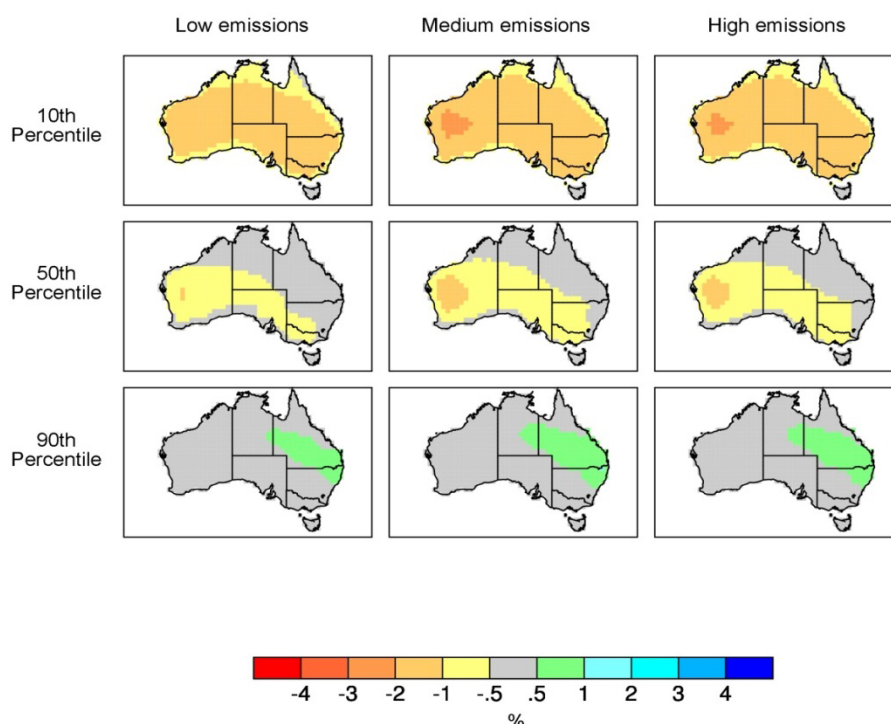 Low emissions Medium emissions High emissions
10th
Percentile
50th
Percentile
90th
Percentile
-4 -3 -2 -1 -.5 .5 1 2 3 4
%